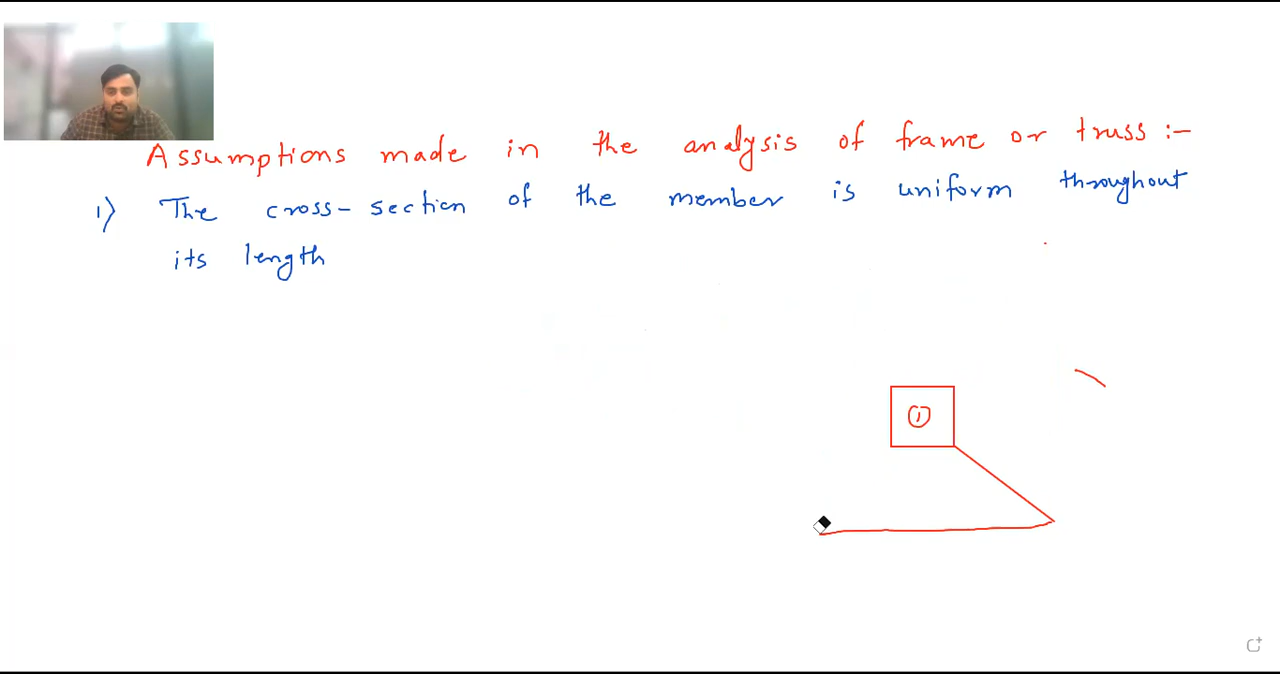 Assumptions made in the analysis of frame or truss :-
1) The cross-section of the member is uniform throughout
its length
1